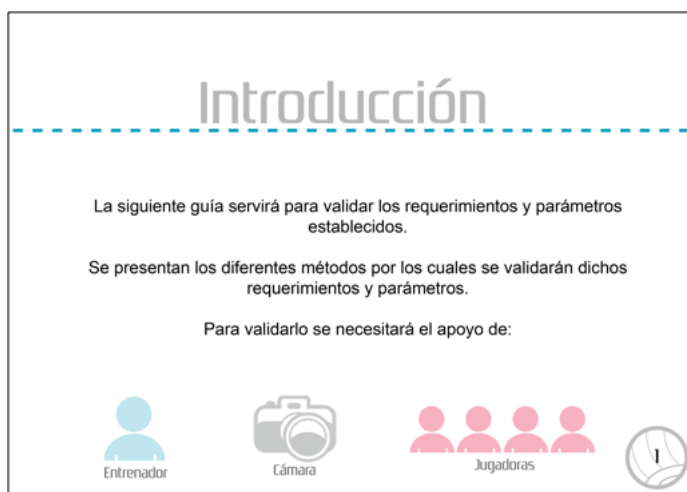 Introducción
La siguiente guía servirá para validar los requerimientos y parámetros
establecidos.
Se presentan los diferentes métodos por los cuales se validarán dichos
requerimientos y parámetros.
Para validarlo se necesitará el apoyo de:
Entrenador
Cámara
Jugadoras
1